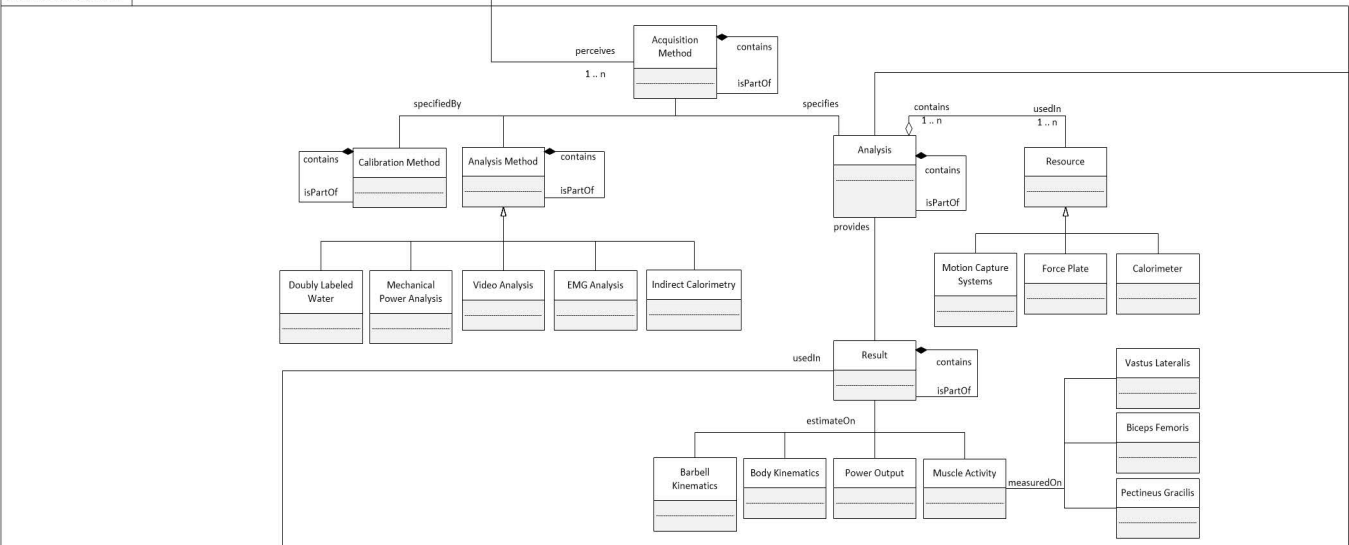 Acquisition
Method
contains
isPartOf
perceives
1 .. n
specifiedBy
specifies
contains
1 .. n
usedIn
1 .. n
contains
isPartOf
Calibration Method
Analysis Method
contains
isPartOf
Analysis
contains
isPartOf
Resource
provides
Doubly Labeled
Water
Mechanical
Power Analysis
Video Analysis
EMG Analysis
Indirect Calorimetry
Motion Capture
Systems
Force Plate
Calorimeter
usedIn
Result
contains
isPartOf
Vastus Lateralis
Biceps Femoris
Pectineus Gracilis
estimateOn
Barbell
Kinematics
Body Kinematics
Power Output
Muscle Activity
measuredOn